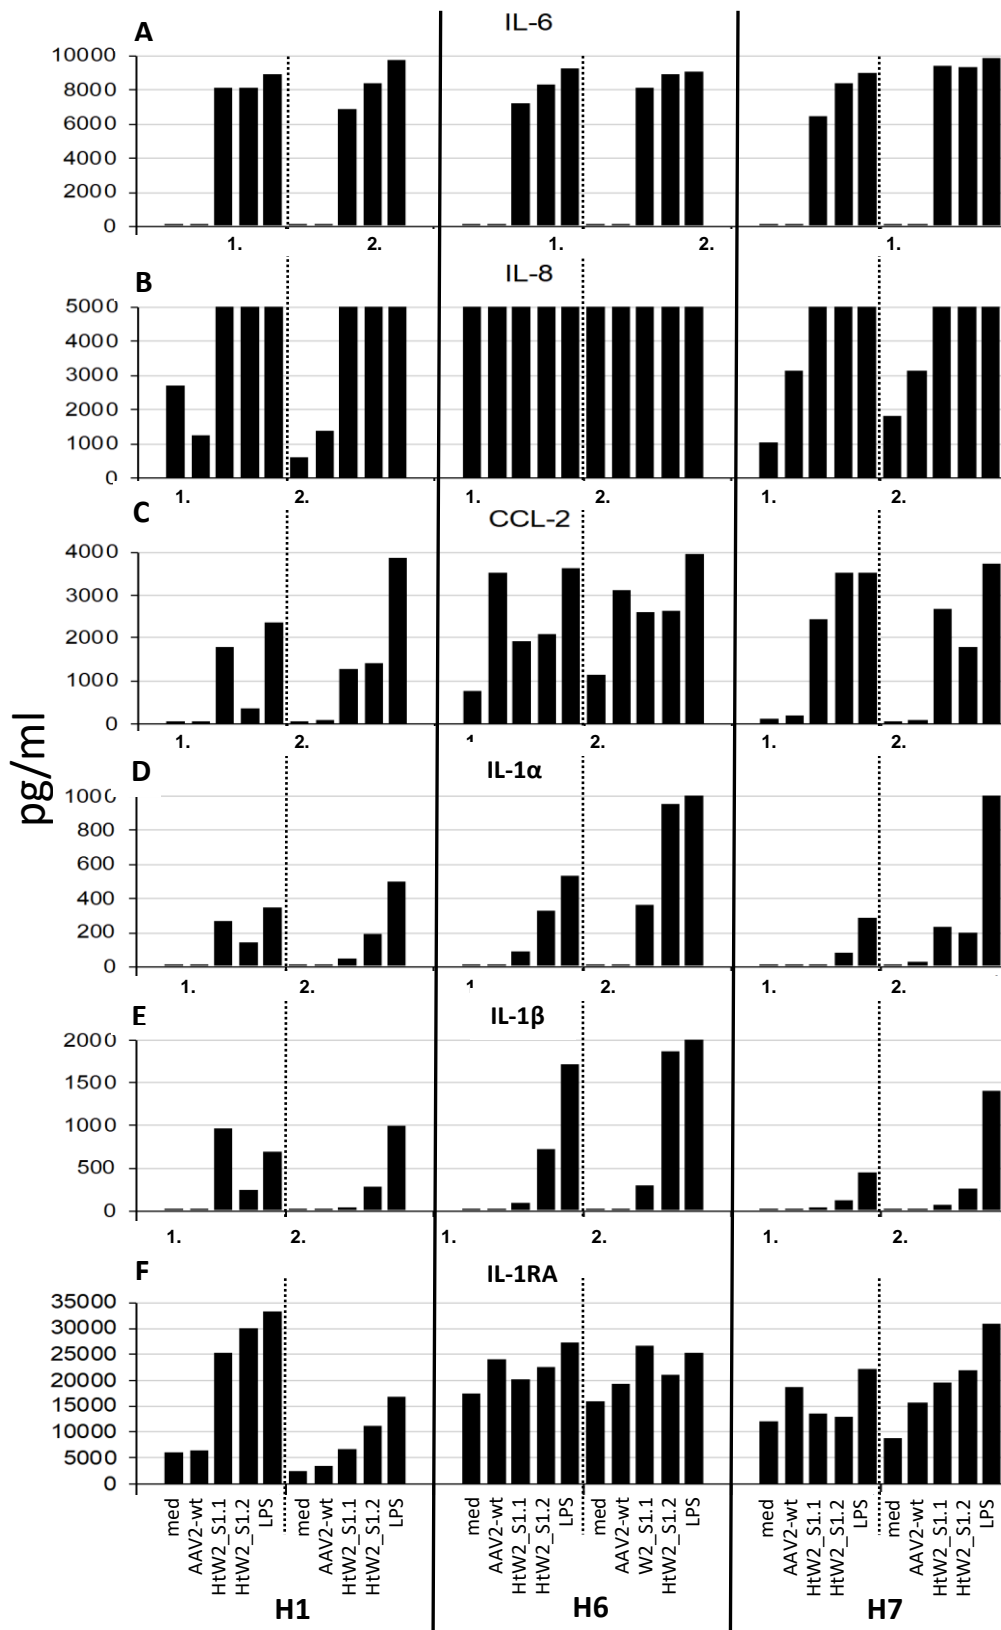 A
IL-6
10000
8000
6000
4000
2000
0
1.
2.
1.
2.
1.
B
IL-8
5000
4000
3000
2000
1000
0
1.
2.
1.
2.
1.
2.
C
CCL-2
4000
3000
2000
1000
0
1.
2.
2.
1.
2.
pg/ml
D
IL-1α
800
600
400
200
0
1.
2.
2.
1.
2.
E
IL-1β
2000
1500
1000
500
0
1.
2.
1.
2.
1.
2.
F
IL-1RA
35000
30000
25000
20000
15000
10000
5000
0
med
AAV2-wt
HtW2_S1.1
HtW2_S1.2
LPS
med
AAV2-wt
HtW2_S1.1
HtW2_S1.2
LPS
med
AAV2-wt
HtW2_S1.1
HtW2_S1.2
LPS
med
AAV2-wt
W2_S1.1
HtW2_S1.2
LPS
med
AAV2-wt
HtW2_S1.1
HtW2_S1.2
LPS
med
AAV2-wt
HtW2_S1.1
HtW2_S1.2
LPS
H1
H6
H7